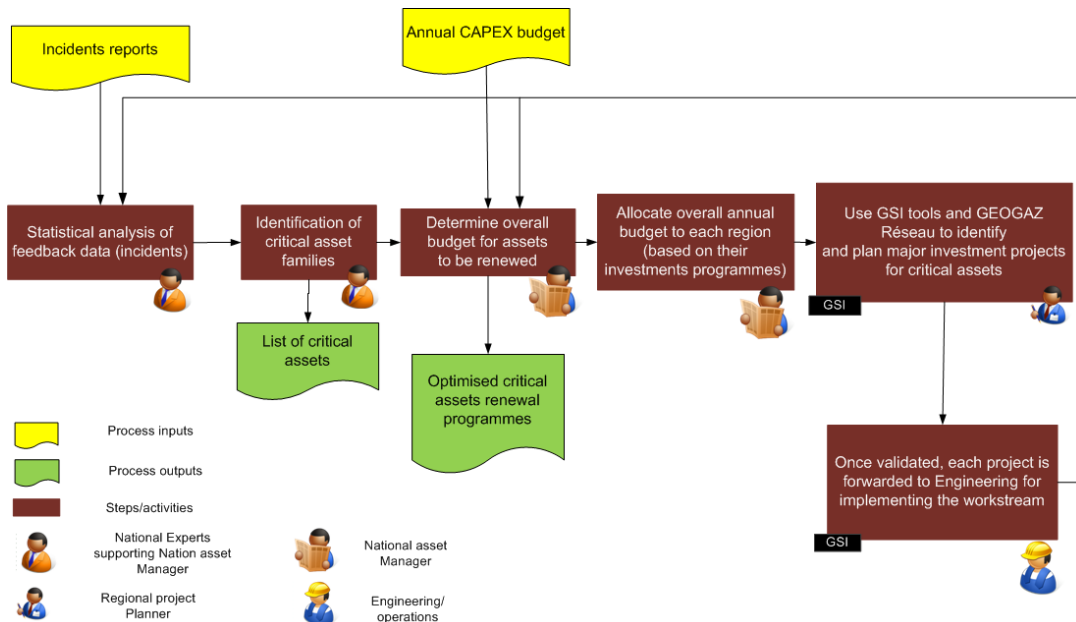 Incidents reports
Annual CAPEX budget
Statistical analysis of
feedback data (incidents)
Identification of
critical asset
families
Determine overall
budget for assets
to be renewed
Allocate overall annual
budget to each region
(based on their
investments programmes)
Use GSI tools and GEOGAZ
Réseau to identify
and plan major investment projects
for critical assets
GSI
List of critical
assets
Optimised critical
assets renewal
programmes
Once validated, each project is
forwarded to Engineering for
implementing the workstream
GSI
Process inputs
Process outputs
Steps/activities
National Experts
supporting Nation asset
Manager
National asset
Manager
Regional project
Planner
Engineering/
operations